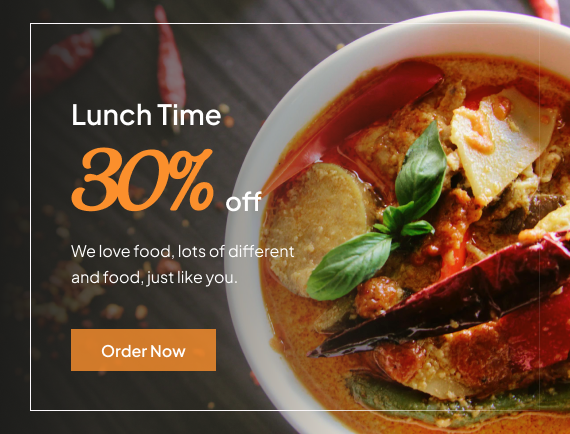 Lunch Time
30% off
We love food, lots of different
and food, just like you.
Order Now